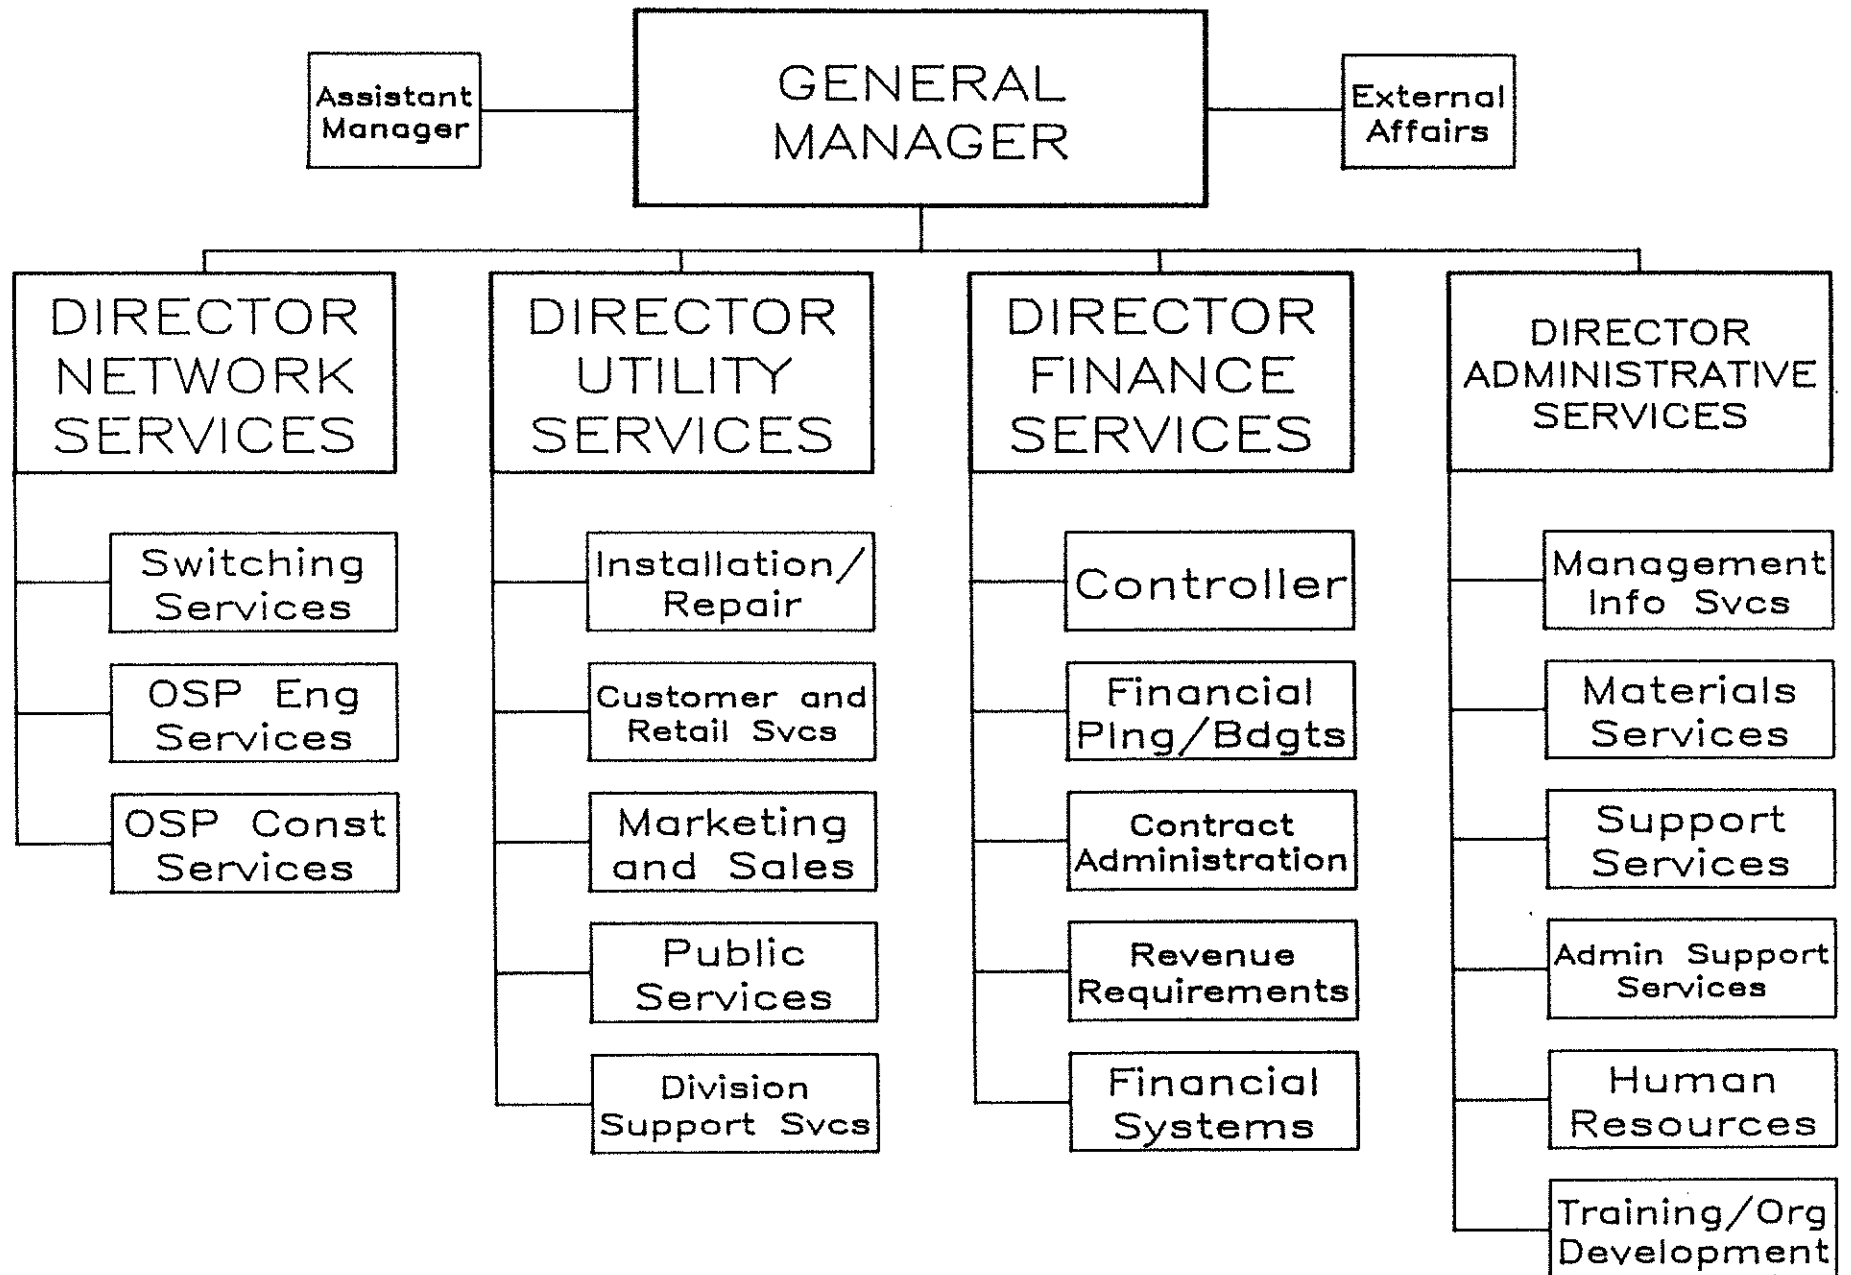 Assistant
Manager
GENERAL
MANAGER
External
Affairs
DIRECTOR
NETWORK
SERVICES
DIRECTOR
UTILITY
SERVICES
DIRECTOR
FINANCE
SERVICES
DIRECTOR
ADMINISTRATIVE
SERVICES
Switching
Services
OSP Eng
Services
OSP Const
Services
Installation/
Repair
Customer and
Retail Svcs
Marketing
and Sales
Public
Services
Division
Support Svcs
Controller
Financial
Plng/Bdgts
Contract
Administration
Revenue
Requirements
Financial
Systems
Management
Info Svcs
Materials
Services
Support
Services
Admin Support
Services
Human
Resources
Training/Org
Development